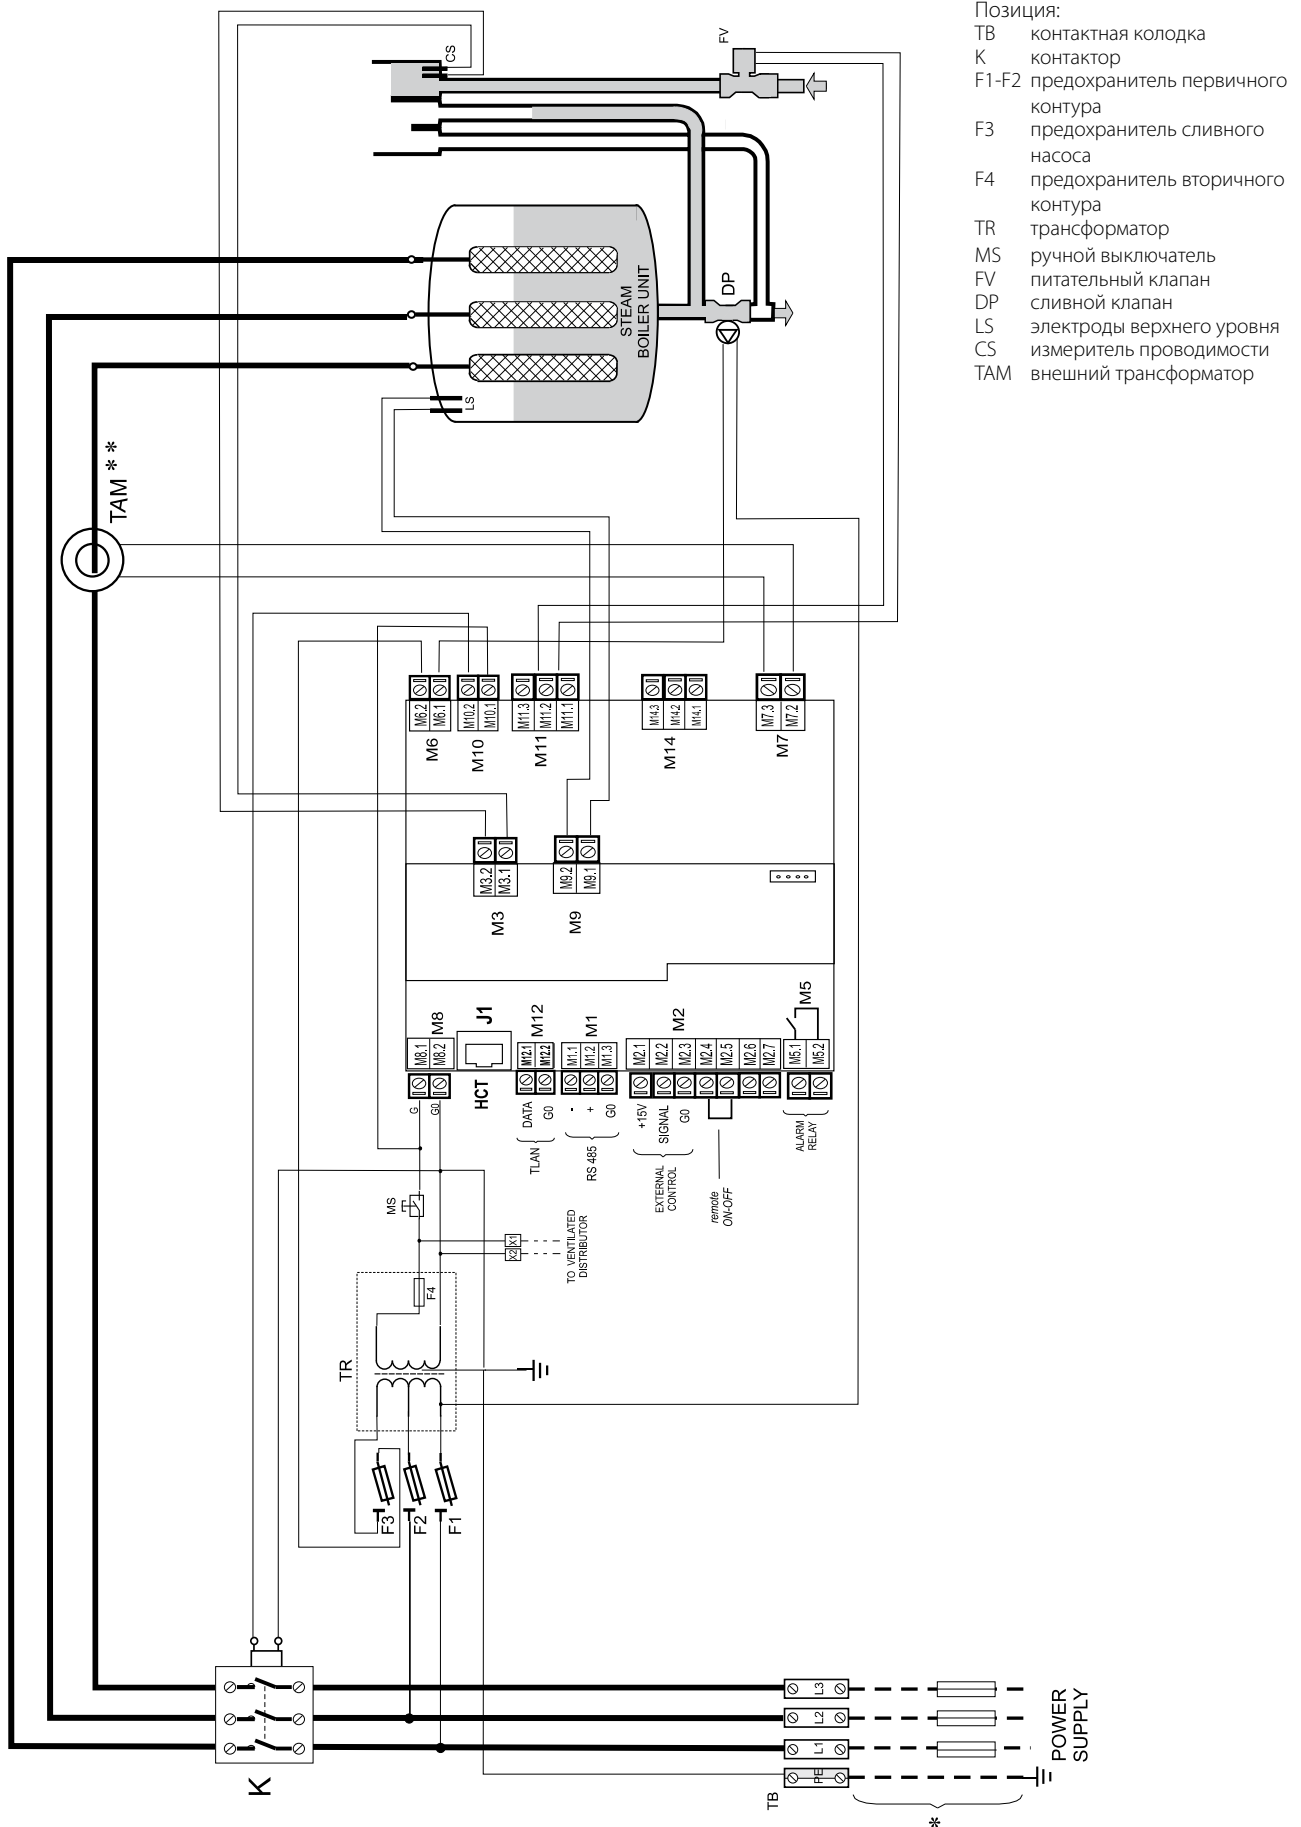 Позиция:
TB контактная колодка
K контактор
F1-F2 предохранитель первичного
контура
F3 предохранитель сливного
насоса
F4 предохранитель вторичного
контура
TR трансформатор
MS ручной выключатель
FV питательный клапан
DP сливной клапан
LS электроды верхнего уровня
CS измеритель проводимости
TAM внешний трансформатор
CS
FV
STEAM
BOILER UNIT
DP
LS
TAM **
M6.2
M6.1
M10.2
M10.1
M11.3
M11.2
M11.1
M14.3
M14.2
M14.1
M7.3
M7.2
M6
M10
M11
M14
M7
M3.2
M3.1
M9.2
M9.1
M3
M9
M8
J1
M12
M1
M2
M5
M8.1
M8.2
M12.1
M12.2
M1.1
M1.2
M1.3
M2.1
M2.2
M2.3
M2.4
M2.5
M2.6
M2.7
M5.1
M5.2
G
G0
HCT
DATA
G0
TLAN
-
+
G0
RS 485
+15V
SIGNAL
G0
EXTERNAL
CONTROL
remote
ON-OFF
ALARM
RELAY
MS
X1
X2
TO VENTILATED
DISTRIBUTOR
F4
TR
F3
F2
F1
K
L3
L2
L1
PE
TB
POWER
SUPPLY
*